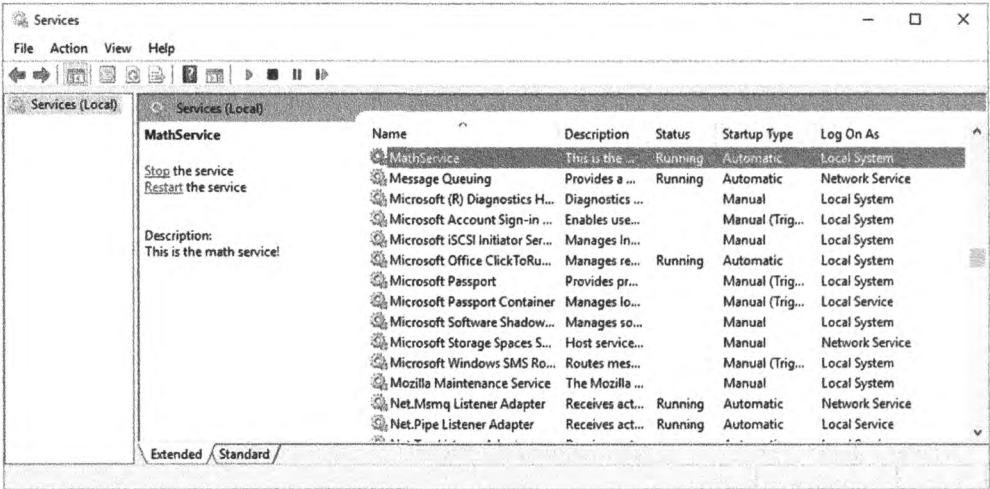 Services
File Action View Help
Services (Local)
Services (Local)
MathService
Stop the service
Restart the service
Description:
This is the math service!
Name Description Status Startup Type Log On As
MathService This is the ... Running Automatic Local System
Message Queuing Provides a ... Running Automatic Network Service
Microsoft (R) Diagnostics H... Diagnostics ... Manual Local System
Microsoft Account Sign-in ... Enables use... Manual (Trig... Local System
Microsoft iSCSI Initiator Ser... Manages In... Manual Local System
Microsoft Office ClickToRu... Manages re... Running Automatic Local System
Microsoft Passport Provides pr... Manual (Trig... Local System
Microsoft Passport Container Manages lo... Manual (Trig... Local Service
Microsoft Software Shadow... Manages so... Manual Local System
Microsoft Storage Spaces S... Host service... Manual Network Service
Microsoft Windows SMS Ro... Routes mes... Manual (Trig... Local System
Mozilla Maintenance Service The Mozilla ... Manual Local System
Net.Msmq Listener Adapter Receives act... Running Automatic Network Service
Net.Pipe Listener Adapter Receives act... Running Automatic Local Service
Extended Standard